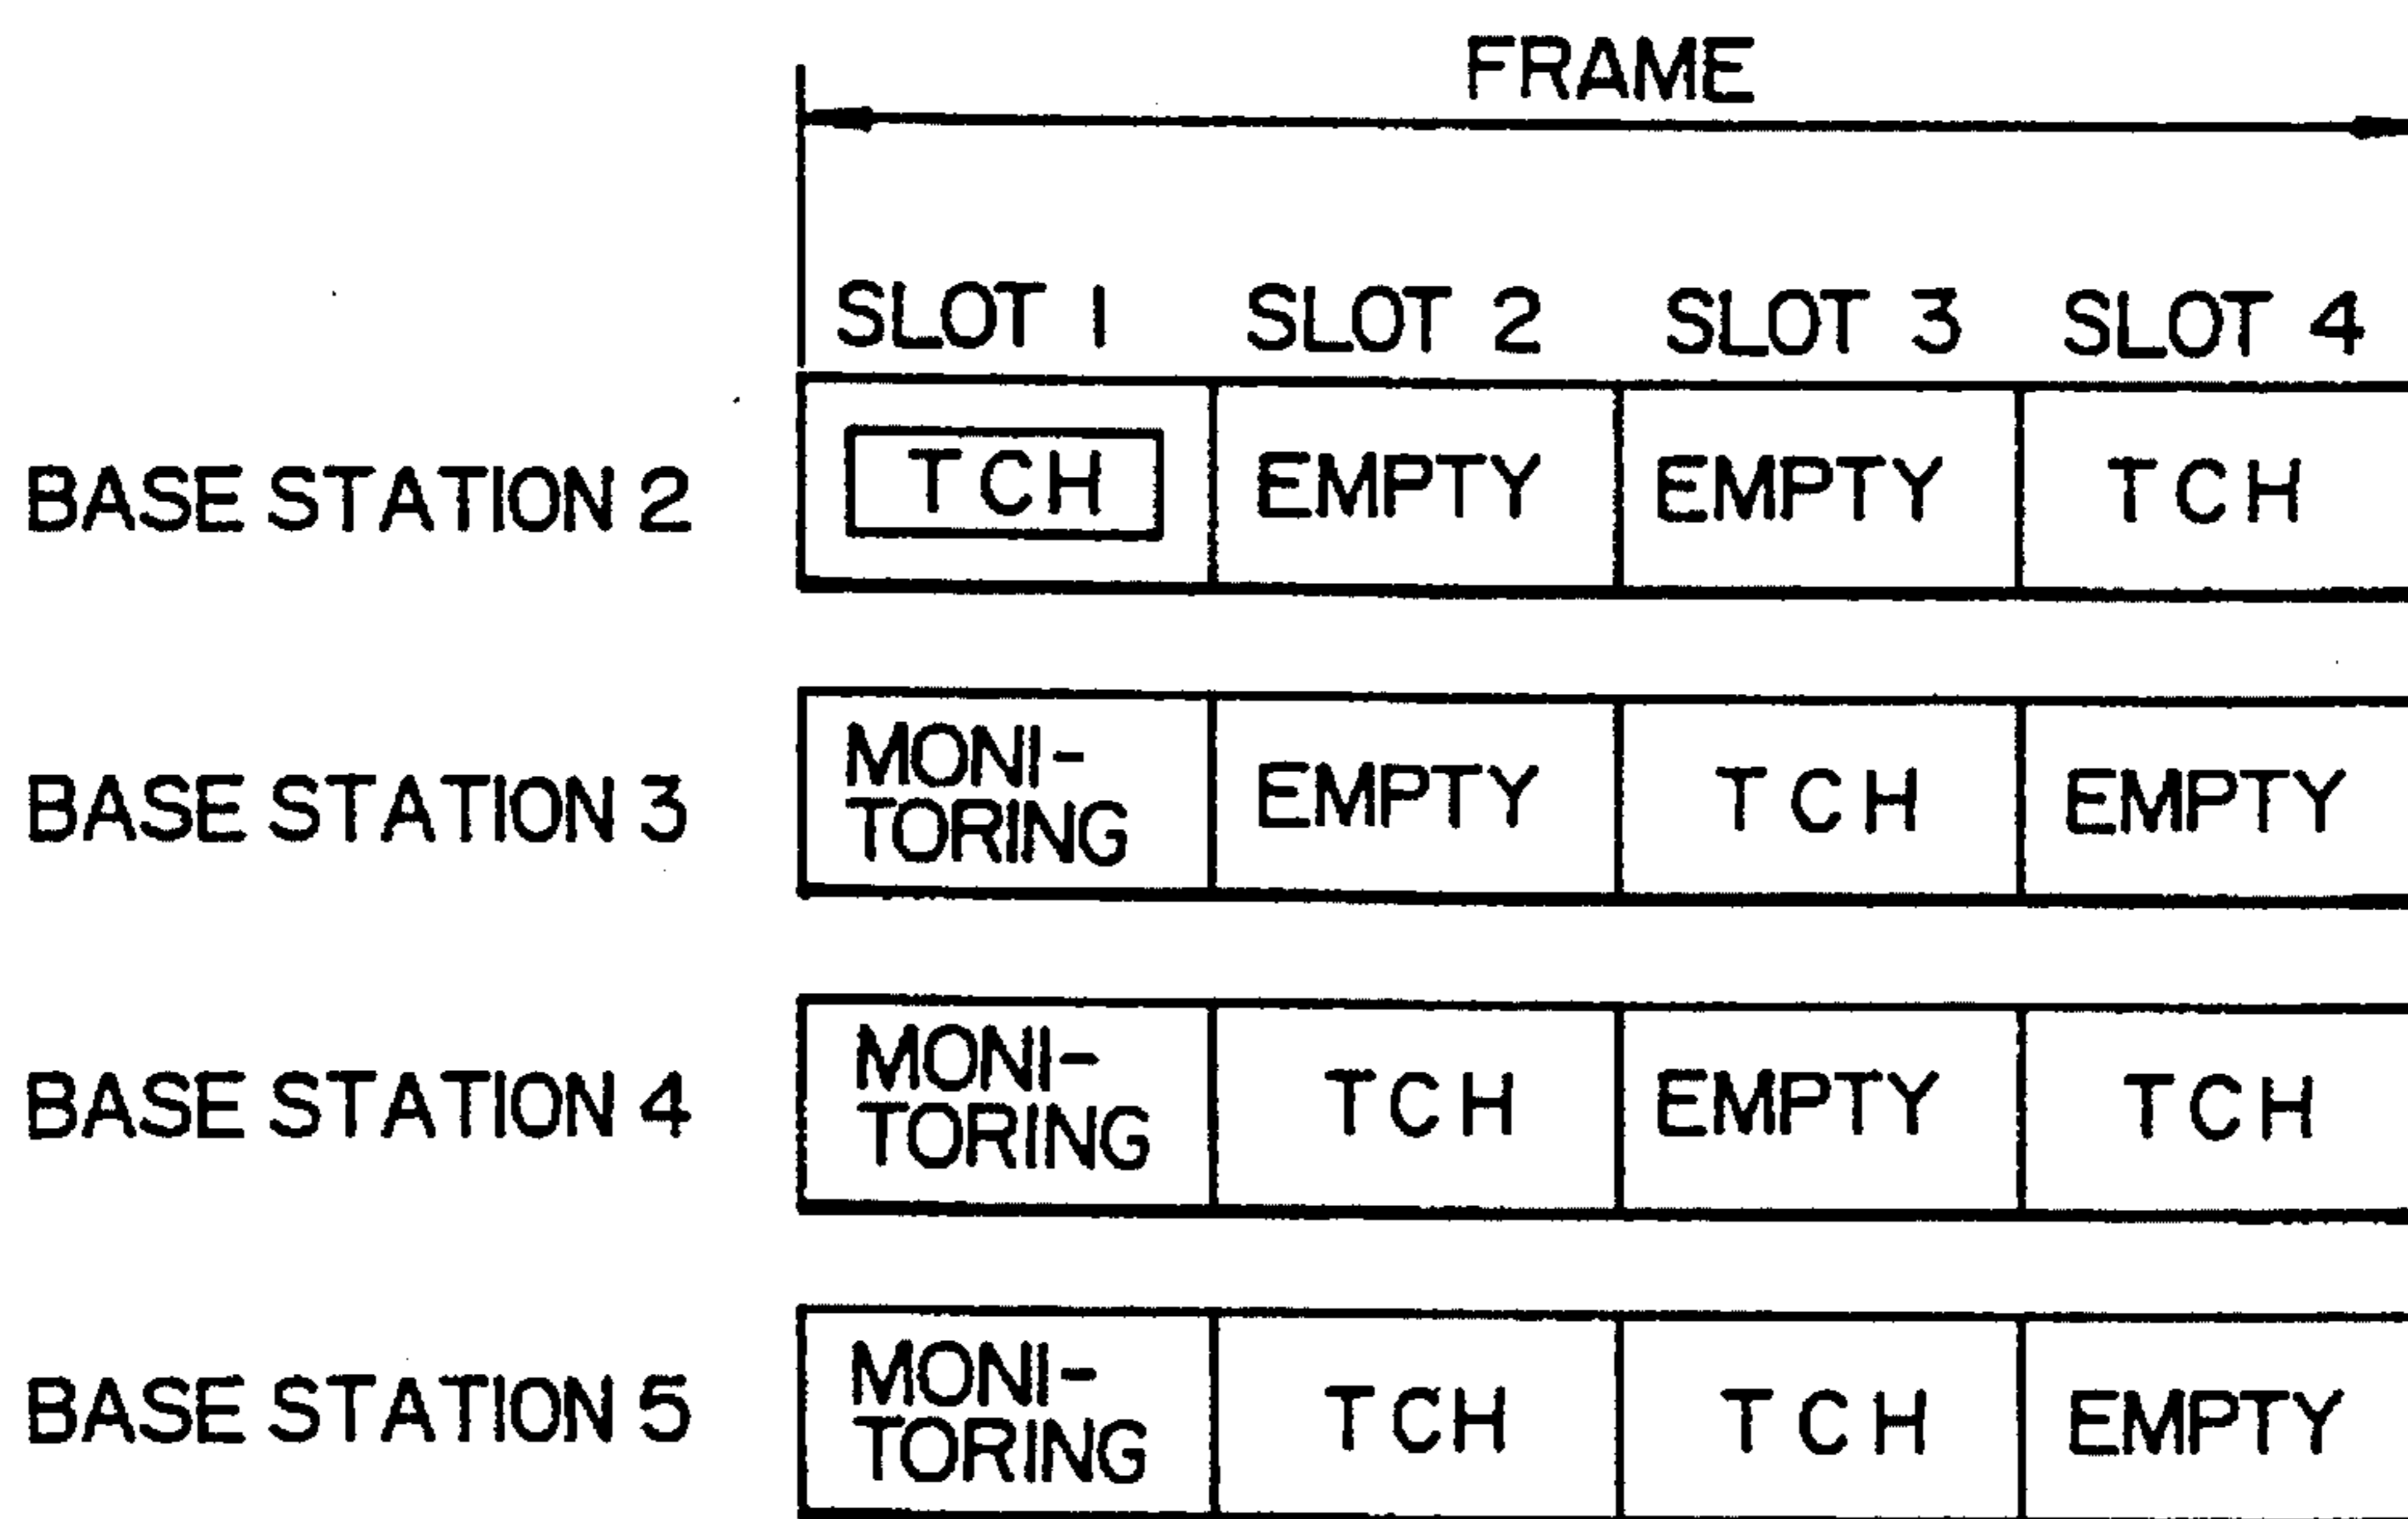 FRAME
SLOT 1 SLOT 2 SLOT 3 SLOT 4
BASE STATION 2 TCH EMPTY EMPTY TCH
BASE STATION 3 MONI-TORING EMPTY TCH EMPTY
BASE STATION 4 MONI-TORING TCH EMPTY TCH
BASE STATION 5 MONI-TORING TCH TCH EMPTY